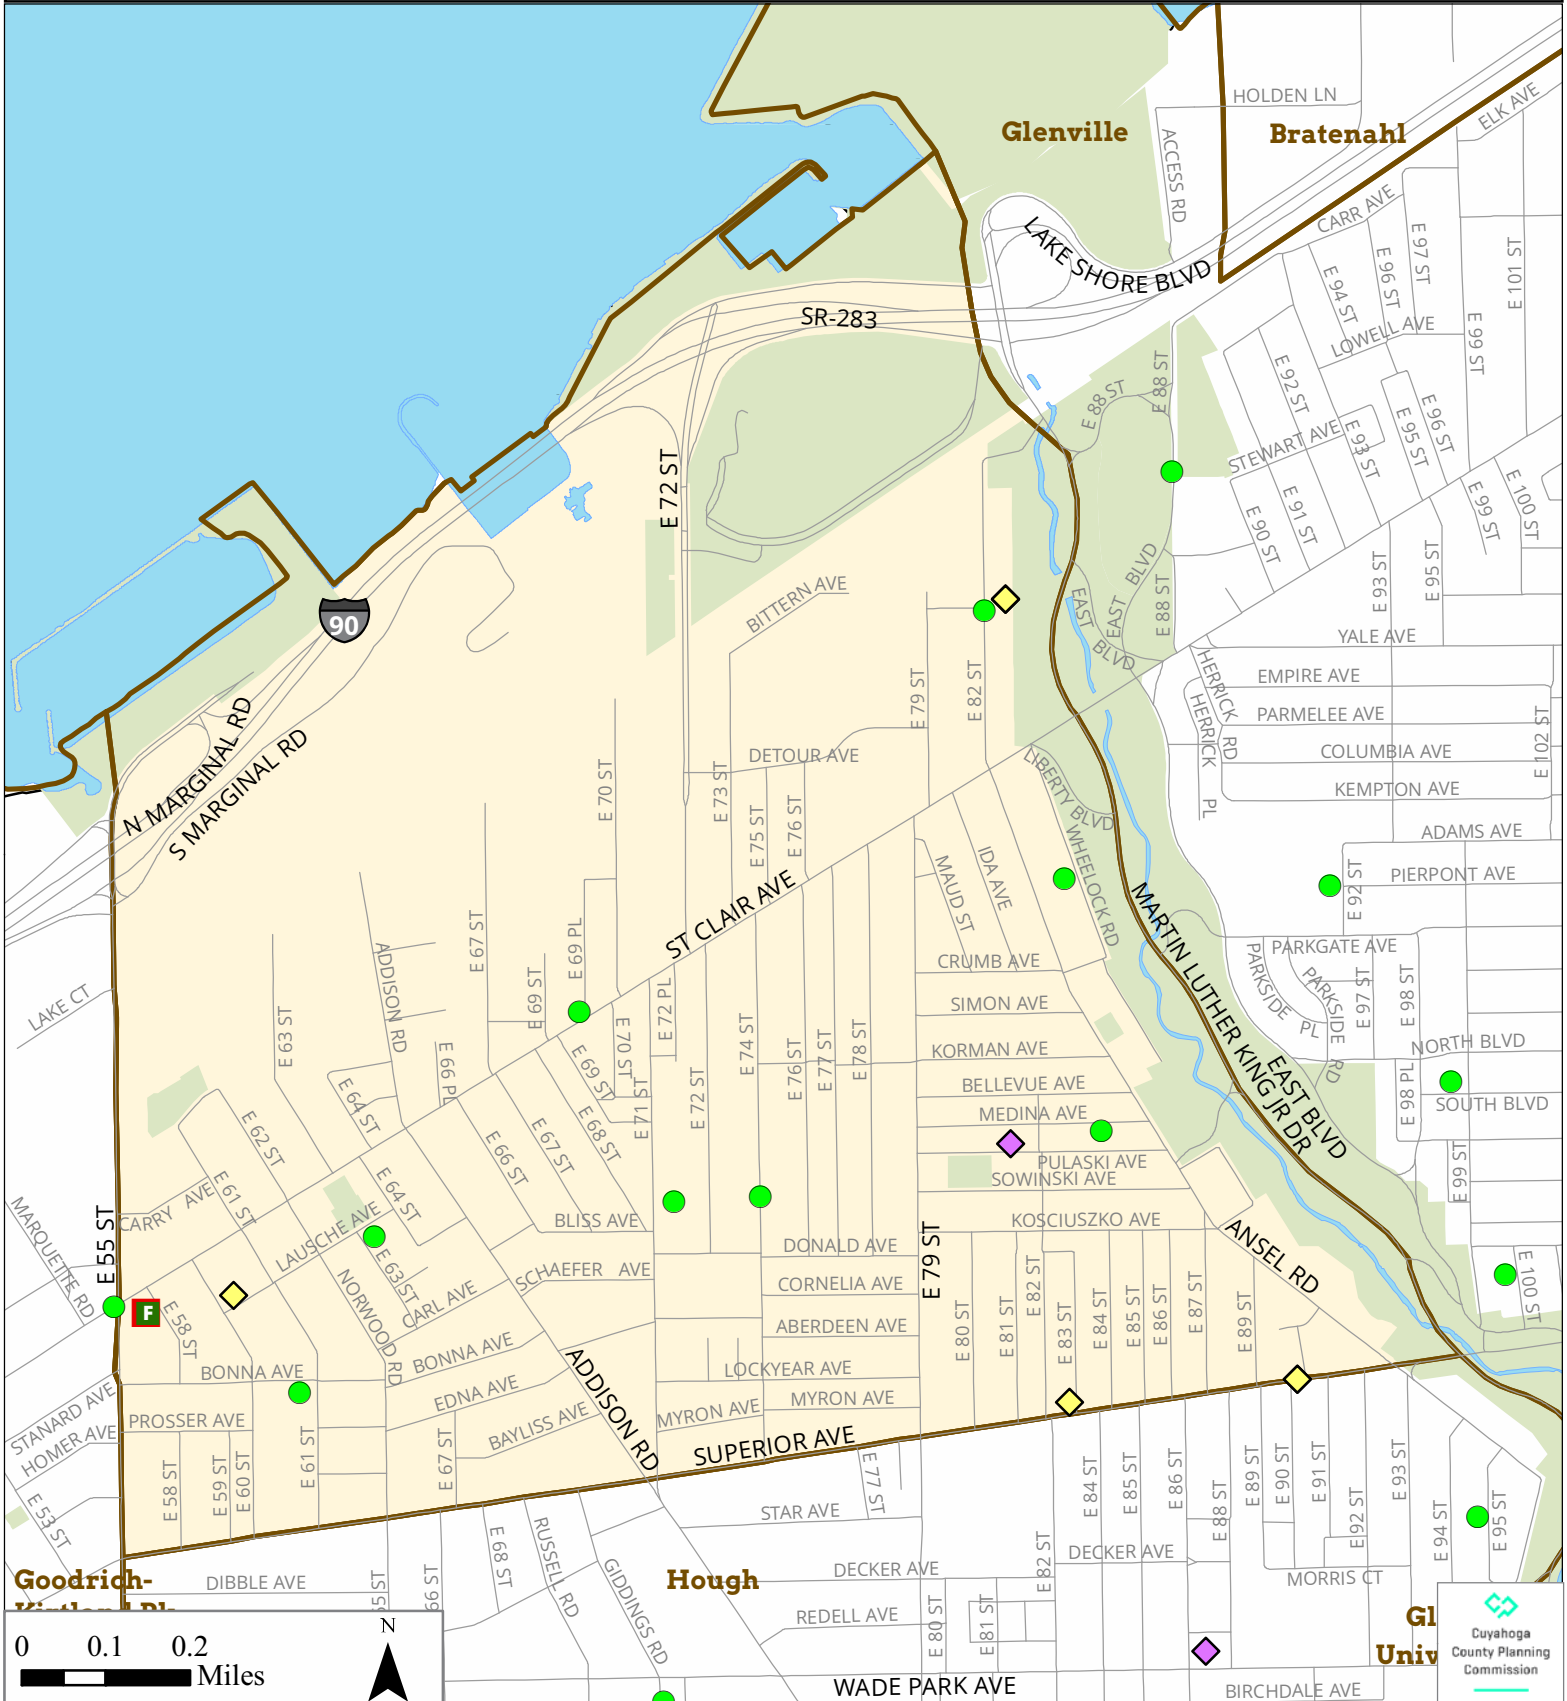 HOLDEN LN
ELK AVE
Glenville
Bratenahl
ACCESS RD
CARR AVE
LAKE SHORE BLVD
E 97 ST
E 96 ST
E 101 ST
E 94 ST
SR-283
LOWELL AVE
E 99 ST
E 88 ST
E 88 ST
E 92 ST
E 96 ST
E 95 ST
STEWART AVE
E 93 ST
E 72 ST
E 91 ST
E 90 ST
E 99 ST
E 100 ST
E 93 ST
E 95 ST
EAST BLVD
EAST BLVD
E 88 ST
BITTERN AVE
90
YALE AVE
HERRICK RD
EMPIRE AVE
E 79 ST
E 82 ST
HERRICK PL
PARMELEE AVE
E 102 ST
N MARGINAL RD
S MARGINAL RD
DETOUR AVE
COLUMBIA AVE
E 70 ST
E 73 ST
LIBERTY BLVD
KEMPTON AVE
E 75 ST
E 76 ST
WHEELOCK RD
ADAMS AVE
MAUD ST
IDA AVE
PIERPONT AVE
E 92 ST
ST CLAIR AVE
MARTIN LUTHER KING JR DR
E 67 ST
E 69 PL
ADDISON RD
CRUMB AVE
PARKGATE AVE
PARKSIDE PL
PARKSIDE RD
E 97 ST
E 98 ST
LAKE CT
E 69 ST
E 72 PL
SIMON AVE
E 63 ST
E 66 PL
E 70 ST
E 74 ST
E 76 ST
E 77 ST
E 78 ST
KORMAN AVE
EAST BLVD
NORTH BLVD
E 69 ST
E 71 ST
E 72 ST
BELLEVUE AVE
E 98 PL
SOUTH BLVD
E 64 ST
E 62 ST
E 68 ST
E 67 ST
E 66 ST
MEDINA AVE
PULASKI AVE
SOWINSKI AVE
E 99 ST
MARQUETTE RD
CARRY AVE
E 61 ST
E 64 ST
LAUSCHE AVE
BLISS AVE
KOSCIUSZKO AVE
ANSEL RD
E 55 ST
E 79 ST
DONALD AVE
E 63 ST
SCHAEFER AVE
CORNELIA AVE
E 82 ST
E 100 ST
F
E 58 ST
NORWOOD RD
CARL AVE
ABERDEEN AVE
E 80 ST
E 81 ST
E 83 ST
E 84 ST
E 85 ST
E 86 ST
E 87 ST
E 89 ST
BONNA AVE
BONNA AVE
ADDISON RD
LOCKYEAR AVE
STANARD AVE
EDNA AVE
MYRON AVE
MYRON AVE
PROSSER AVE
BAYLISS AVE
HOMER AVE
SUPERIOR AVE
E 58 ST
E 59 ST
E 60 ST
E 61 ST
E 67 ST
E 77 ST
E 84 ST
E 85 ST
E 86 ST
E 88 ST
E 89 ST
E 90 ST
E 91 ST
E 92 ST
E 93 ST
E 94 ST
E 95 ST
E 53 ST
STAR AVE
E 68 ST
RUSSELL RD
GIDDINGS RD
E 82 ST
DECKER AVE
DECKER AVE
Goodrich-
Kirtland Pk
DIBBLE AVE
5 ST
66 ST
Hough
MORRIS CT
REDELL AVE
E 80 ST
E 81 ST
Gl
Univ
0 0.1 0.2
Miles
N
WADE PARK AVE
BIRCHDALE AVE
Cuyahoga
County Planning
Commission